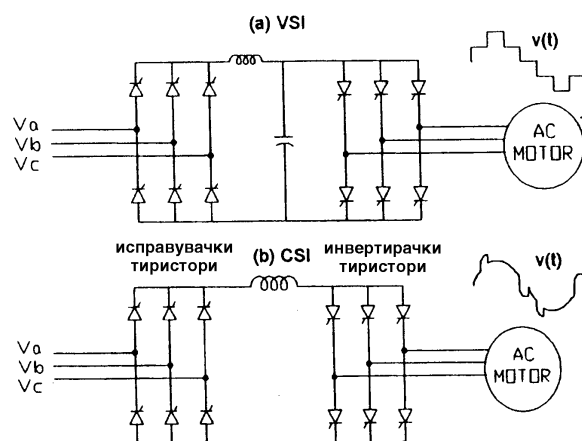 (a) VSI
v(t)
Va
Vb
Vc
AC
MOTOR
исправувачки
тиристори
(b) CSI
инвертирачки
тиристори
v(t)
Va
Vb
Vc
AC
MOTOR